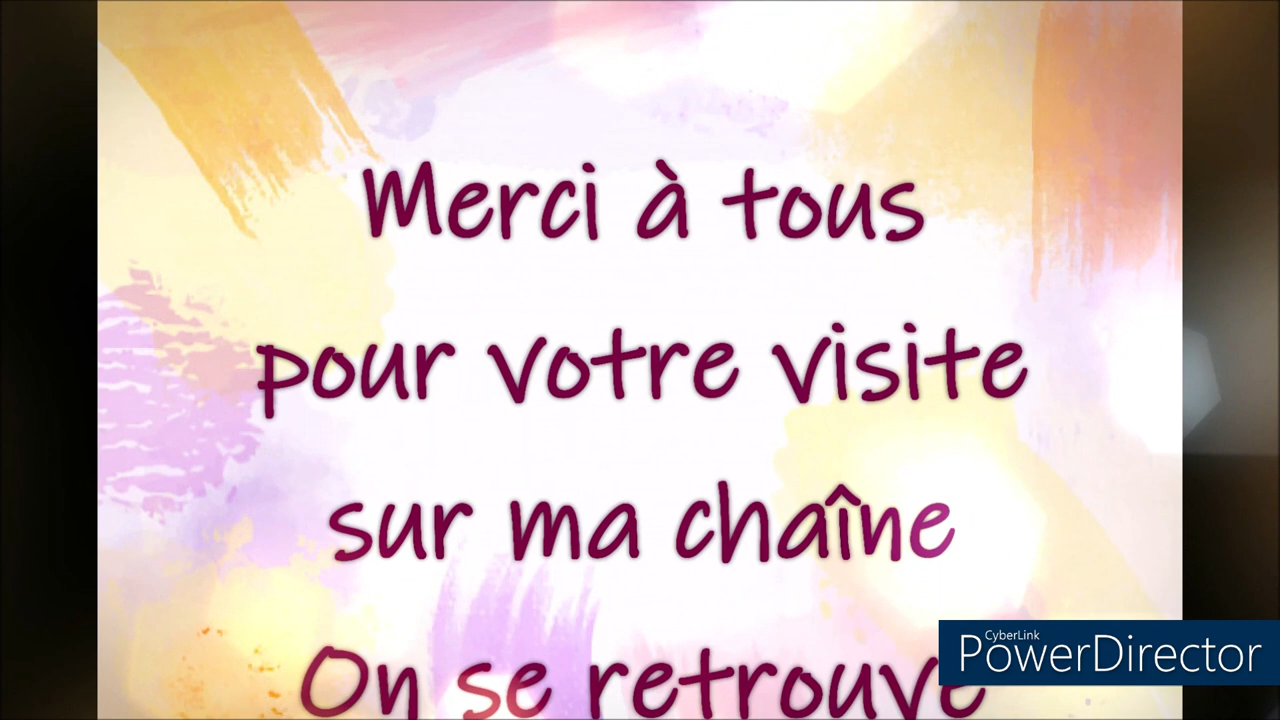 Merci à tous
pour votre visite
sur ma chaîne
On se retrouve
CyberLink
PowerDirector